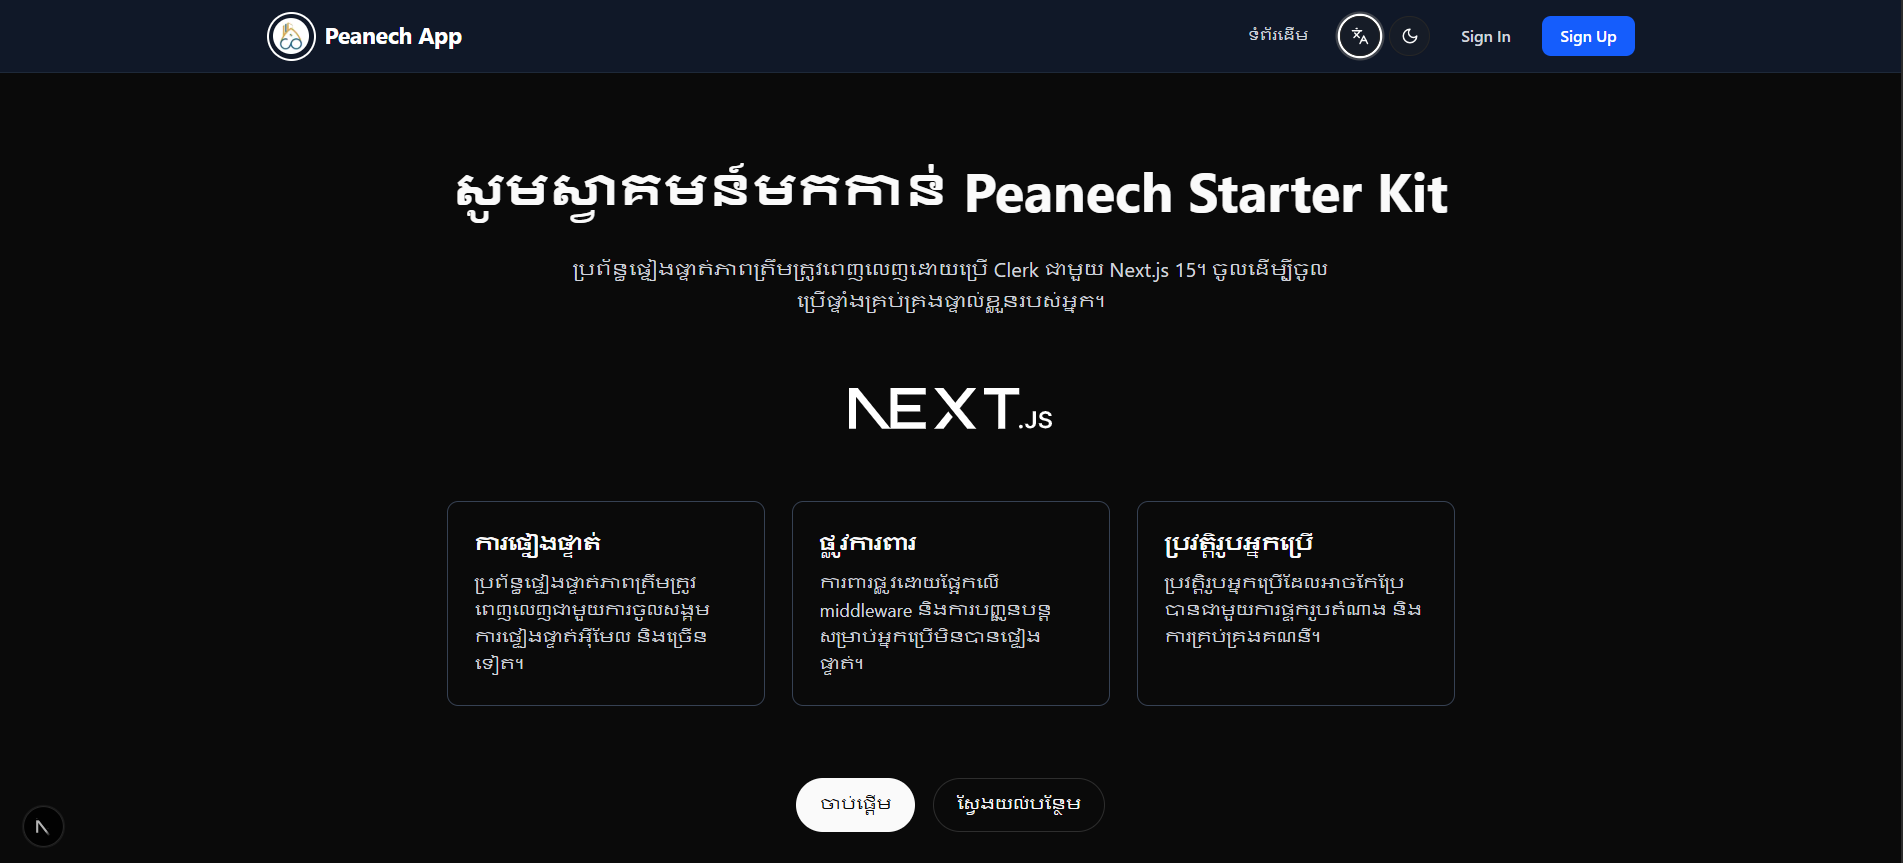 Peanech App
ទំព័រដើម
Sign In
Sign Up
សូមស្វាគមន៍មកកាន់ Peanech Starter Kit
ប្រព័ន្ធផ្ទៀងផ្ទាត់ភាពត្រឹមត្រូវពេញលេញដោយប្រើ Clerk ជាមួយ Next.js 15។ ចូលដើម្បីចូល
ប្រើផ្ទាំងគ្រប់គ្រងផ្ទាល់ខ្លួនរបស់អ្នក។
NEXT.JS
ការផ្ទៀងផ្ទាត់
ប្រព័ន្ធផ្ទៀងផ្ទាត់ភាពត្រឹមត្រូវ
ពេញលេញជាមួយការចូលសង្គម
ការផ្ទៀងផ្ទាត់អ៊ីមែល និងច្រើន
ទៀត។
ផ្លូវការពារ
ការពារផ្លូវដោយផ្អែកលើ
middleware និងការបញ្ជូនបន្ត
សម្រាប់អ្នកប្រើមិនបានផ្ទៀង
ផ្ទាត់។
ប្រវត្តិរូបអ្នកប្រើ
ប្រវត្តិរូបអ្នកប្រើដែលអាចកែប្រែ
បានជាមួយការផ្ទុករូបតំណាង និង
ការគ្រប់គ្រងគណនី។
ចាប់ផ្តើម
ស្វែងយល់បន្ថែម